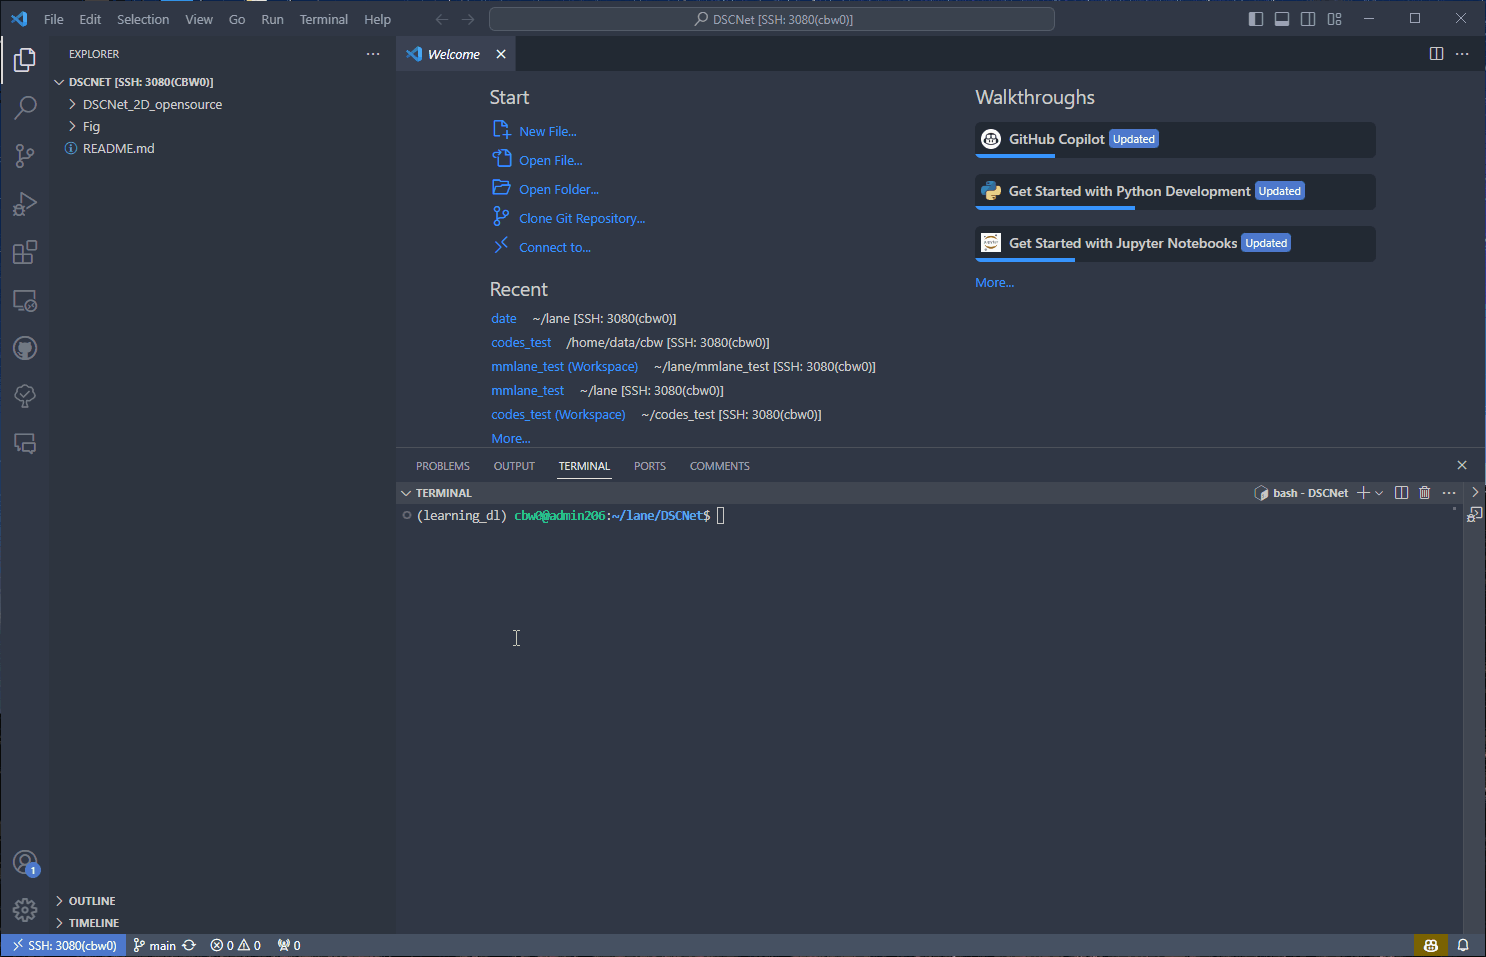 File Edit Selection View Go Run Terminal Help
DSCNet [SSH: 3080(cbw0)]
EXPLORER
DSCNET [SSH: 3080(CBW0)]
DSCNet_2D_opensource
Fig
README.md
OUTLINE
TIMELINE
Welcome
Start
New File...
Open File...
Open Folder...
Clone Git Repository...
Connect to...
Recent
date ~/lane [SSH: 3080(cbw0)]
codes_test /home/data/cbw [SSH: 3080(cbw0)]
mmlane_test (Workspace) ~/lane/mmlane_test [SSH: 3080(cbw0)]
mmlane_test ~/lane [SSH: 3080(cbw0)]
codes_test (Workspace) ~/codes_test [SSH: 3080(cbw0)]
More...
Walkthroughs
GitHub Copilot Updated
Get Started with Python Development Updated
Get Started with Jupyter Notebooks Updated
More...
PROBLEMS OUTPUT TERMINAL PORTS COMMENTS
TERMINAL
bash - DSCNet
(learning_dl) cbw0@admin206:~/lane/DSCNet$
1
SSH: 3080(cbw0) main 0 0 0